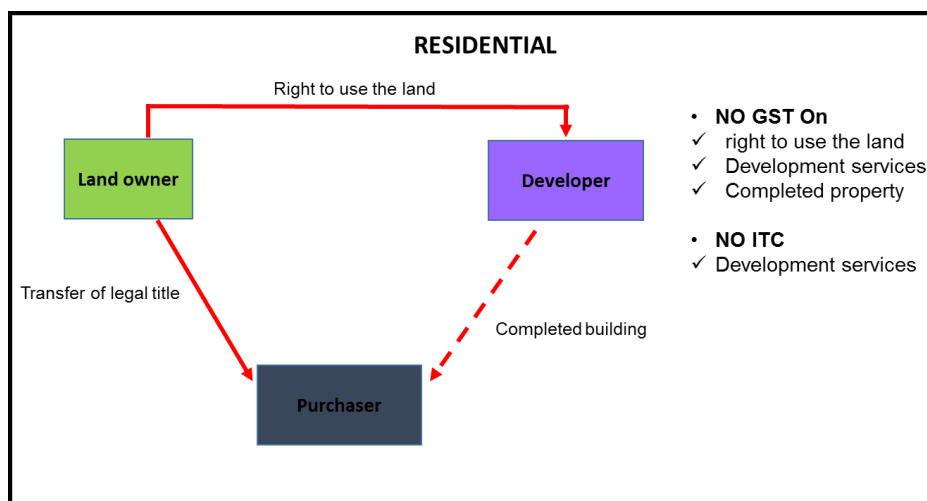 RESIDENTIAL
Right to use the land
Land owner
Developer
Transfer of legal title
Completed building
Purchaser
• NO GST On
✓ right to use the land
✓ Development services
✓ Completed property
• NO ITC
✓ Development services